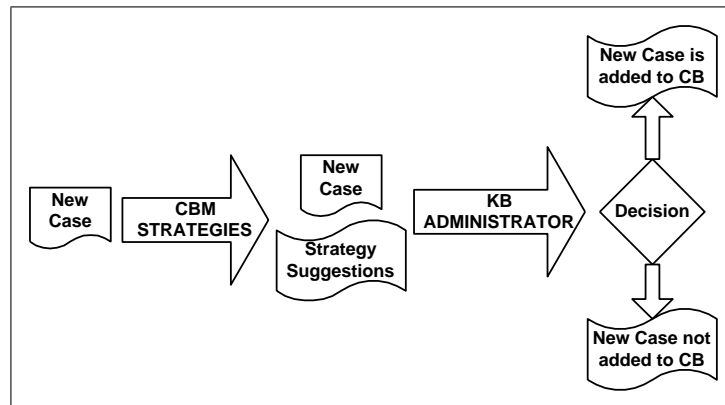 New
Case
CBM
STRATEGIES
New
Case
Strategy
Suggestions
KB
ADMINISTRATOR
Decision
New Case is
added to CB
New Case not
added to CB